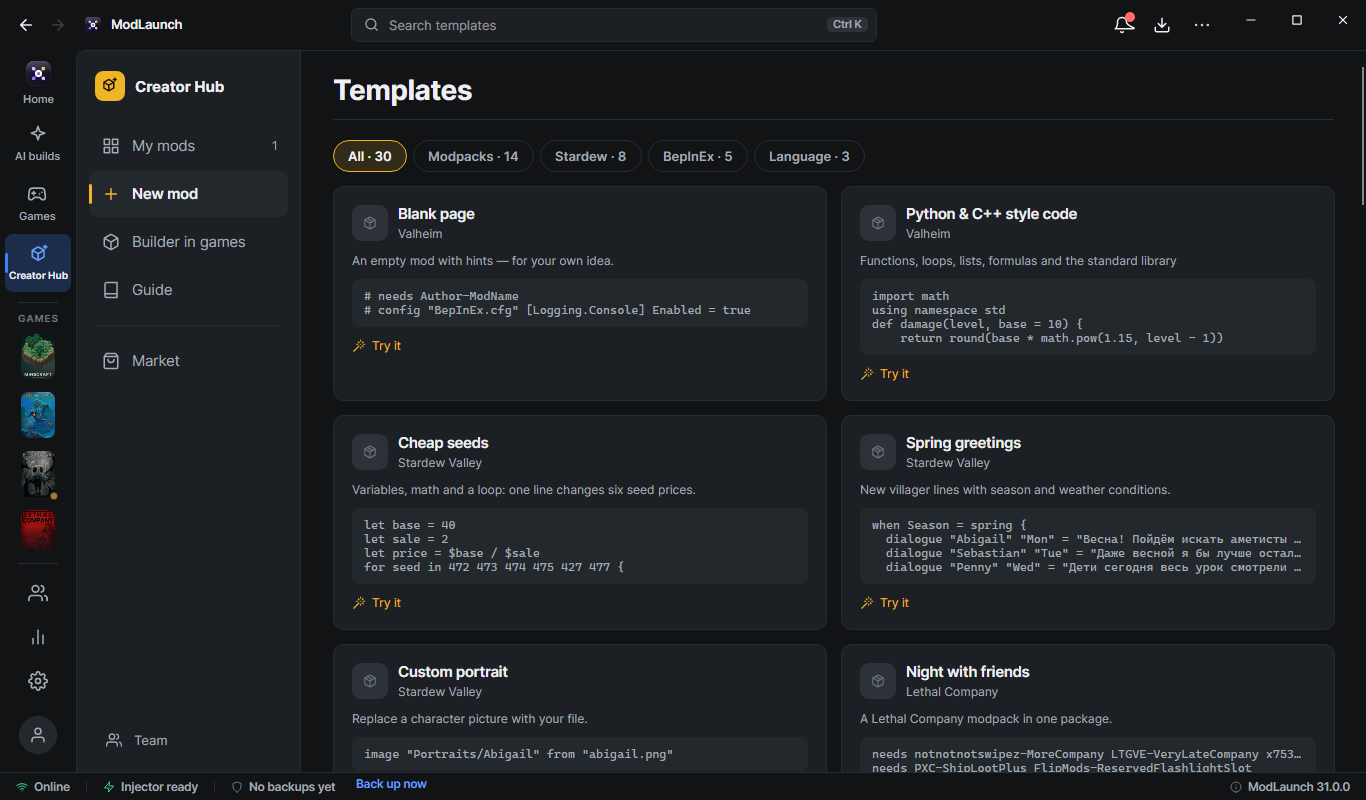 ModLaunch
Search templates
Ctrl K
Home
AI builds
Games
Creator Hub
GAMES
MINECRAFT
LETHAL
COMPANY
Creator Hub
My mods 1
New mod
Builder in games
Guide
Market
Team
Templates
All · 30
Modpacks · 14
Stardew · 8
BepInEx · 5
Language · 3
Blank page
Valheim
An empty mod with hints — for your own idea.
# needs Author-ModName
# config "BepInEx.cfg" [Logging.Console] Enabled = true
Try it
Python & C++ style code
Valheim
Functions, loops, lists, formulas and the standard library
import math
using namespace std
def damage(level, base = 10) {
    return round(base * math.pow(1.15, level - 1))
Try it
Cheap seeds
Stardew Valley
Variables, math and a loop: one line changes six seed prices.
let base = 40
let sale = 2
let price = $base / $sale
for seed in 472 473 474 475 427 477 {
Try it
Spring greetings
Stardew Valley
New villager lines with season and weather conditions.
when Season = spring {
  dialogue "Abigail" "Mon" = "Весна! Пойдём искать аметисты …
  dialogue "Sebastian" "Tue" = "Даже весной я бы лучше остал…
  dialogue "Penny" "Wed" = "Дети сегодня весь урок смотрели …
Try it
Custom portrait
Stardew Valley
Replace a character picture with your file.
image "Portraits/Abigail" from "abigail.png"
Night with friends
Lethal Company
A Lethal Company modpack in one package.
needs notnotnotswipez-MoreCompany LTGVE-VeryLateCompany x753…
needs PXC-ShipLootPlus FlipMods-ReservedFlashlightSlot
Online
Injector ready
No backups yet
Back up now
ModLaunch 31.0.0